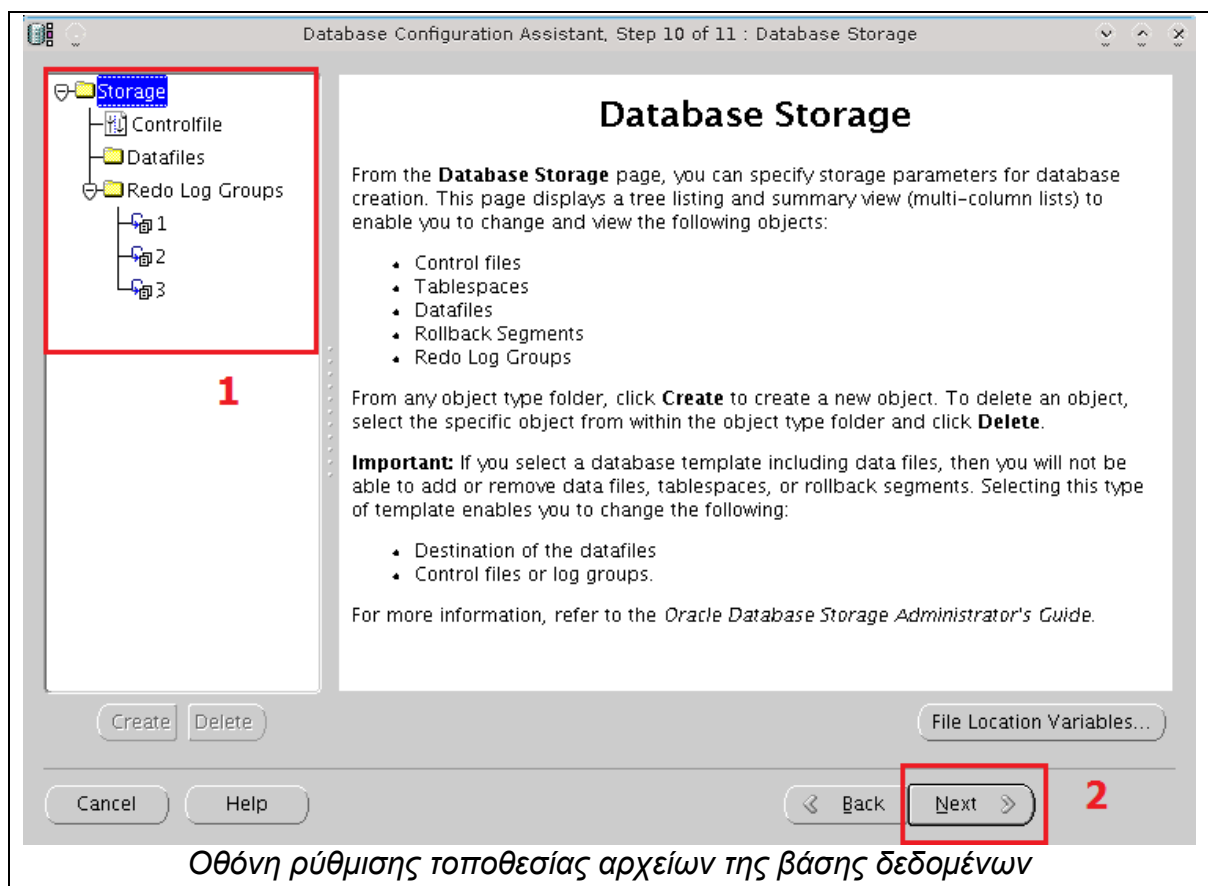 Database Configuration Assistant, Step 10 of 11 : Database Storage
Storage
Controlfile
Datafiles
Redo Log Groups
1
2
3
1
Database Storage
From the Database Storage page, you can specify storage parameters for database
creation. This page displays a tree listing and summary view (multi-column lists) to
enable you to change and view the following objects:
• Control files
• Tablespaces
• Datafiles
• Rollback Segments
• Redo Log Groups
From any object type folder, click Create to create a new object. To delete an object,
select the specific object from within the object type folder and click Delete.
Important: If you select a database template including data files, then you will not be
able to add or remove data files, tablespaces, or rollback segments. Selecting this type
of template enables you to change the following:
• Destination of the datafiles
• Control files or log groups.
For more information, refer to the Oracle Database Storage Administrator's Guide.
Create Delete
File Location Variables...
Cancel Help
Back Next
2
Οθόνη ρύθμισης τοποθεσίας αρχείων της βάσης δεδομένων